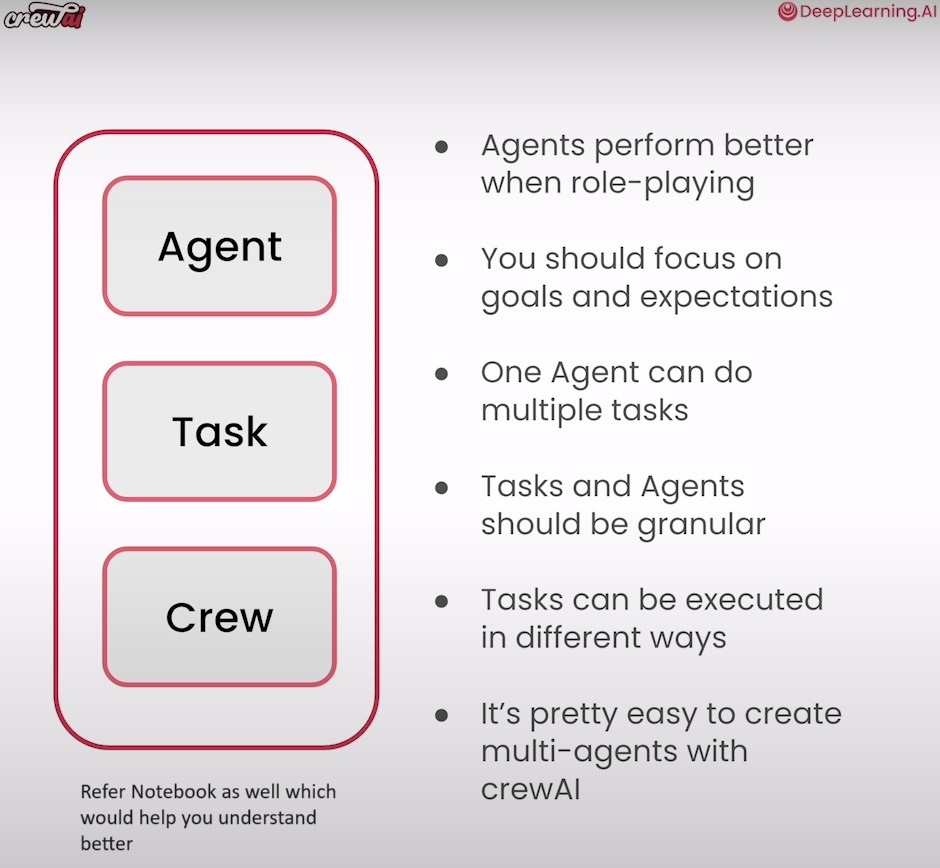 crewai
DeepLearning.AI
Agent
Task
Crew
Refer Notebook as well which
would help you understand
better
● Agents perform better
when role-playing
● You should focus on
goals and expectations
● One Agent can do
multiple tasks
● Tasks and Agents
should be granular
● Tasks can be executed
in different ways
● It’s pretty easy to create
multi-agents with
crewAI